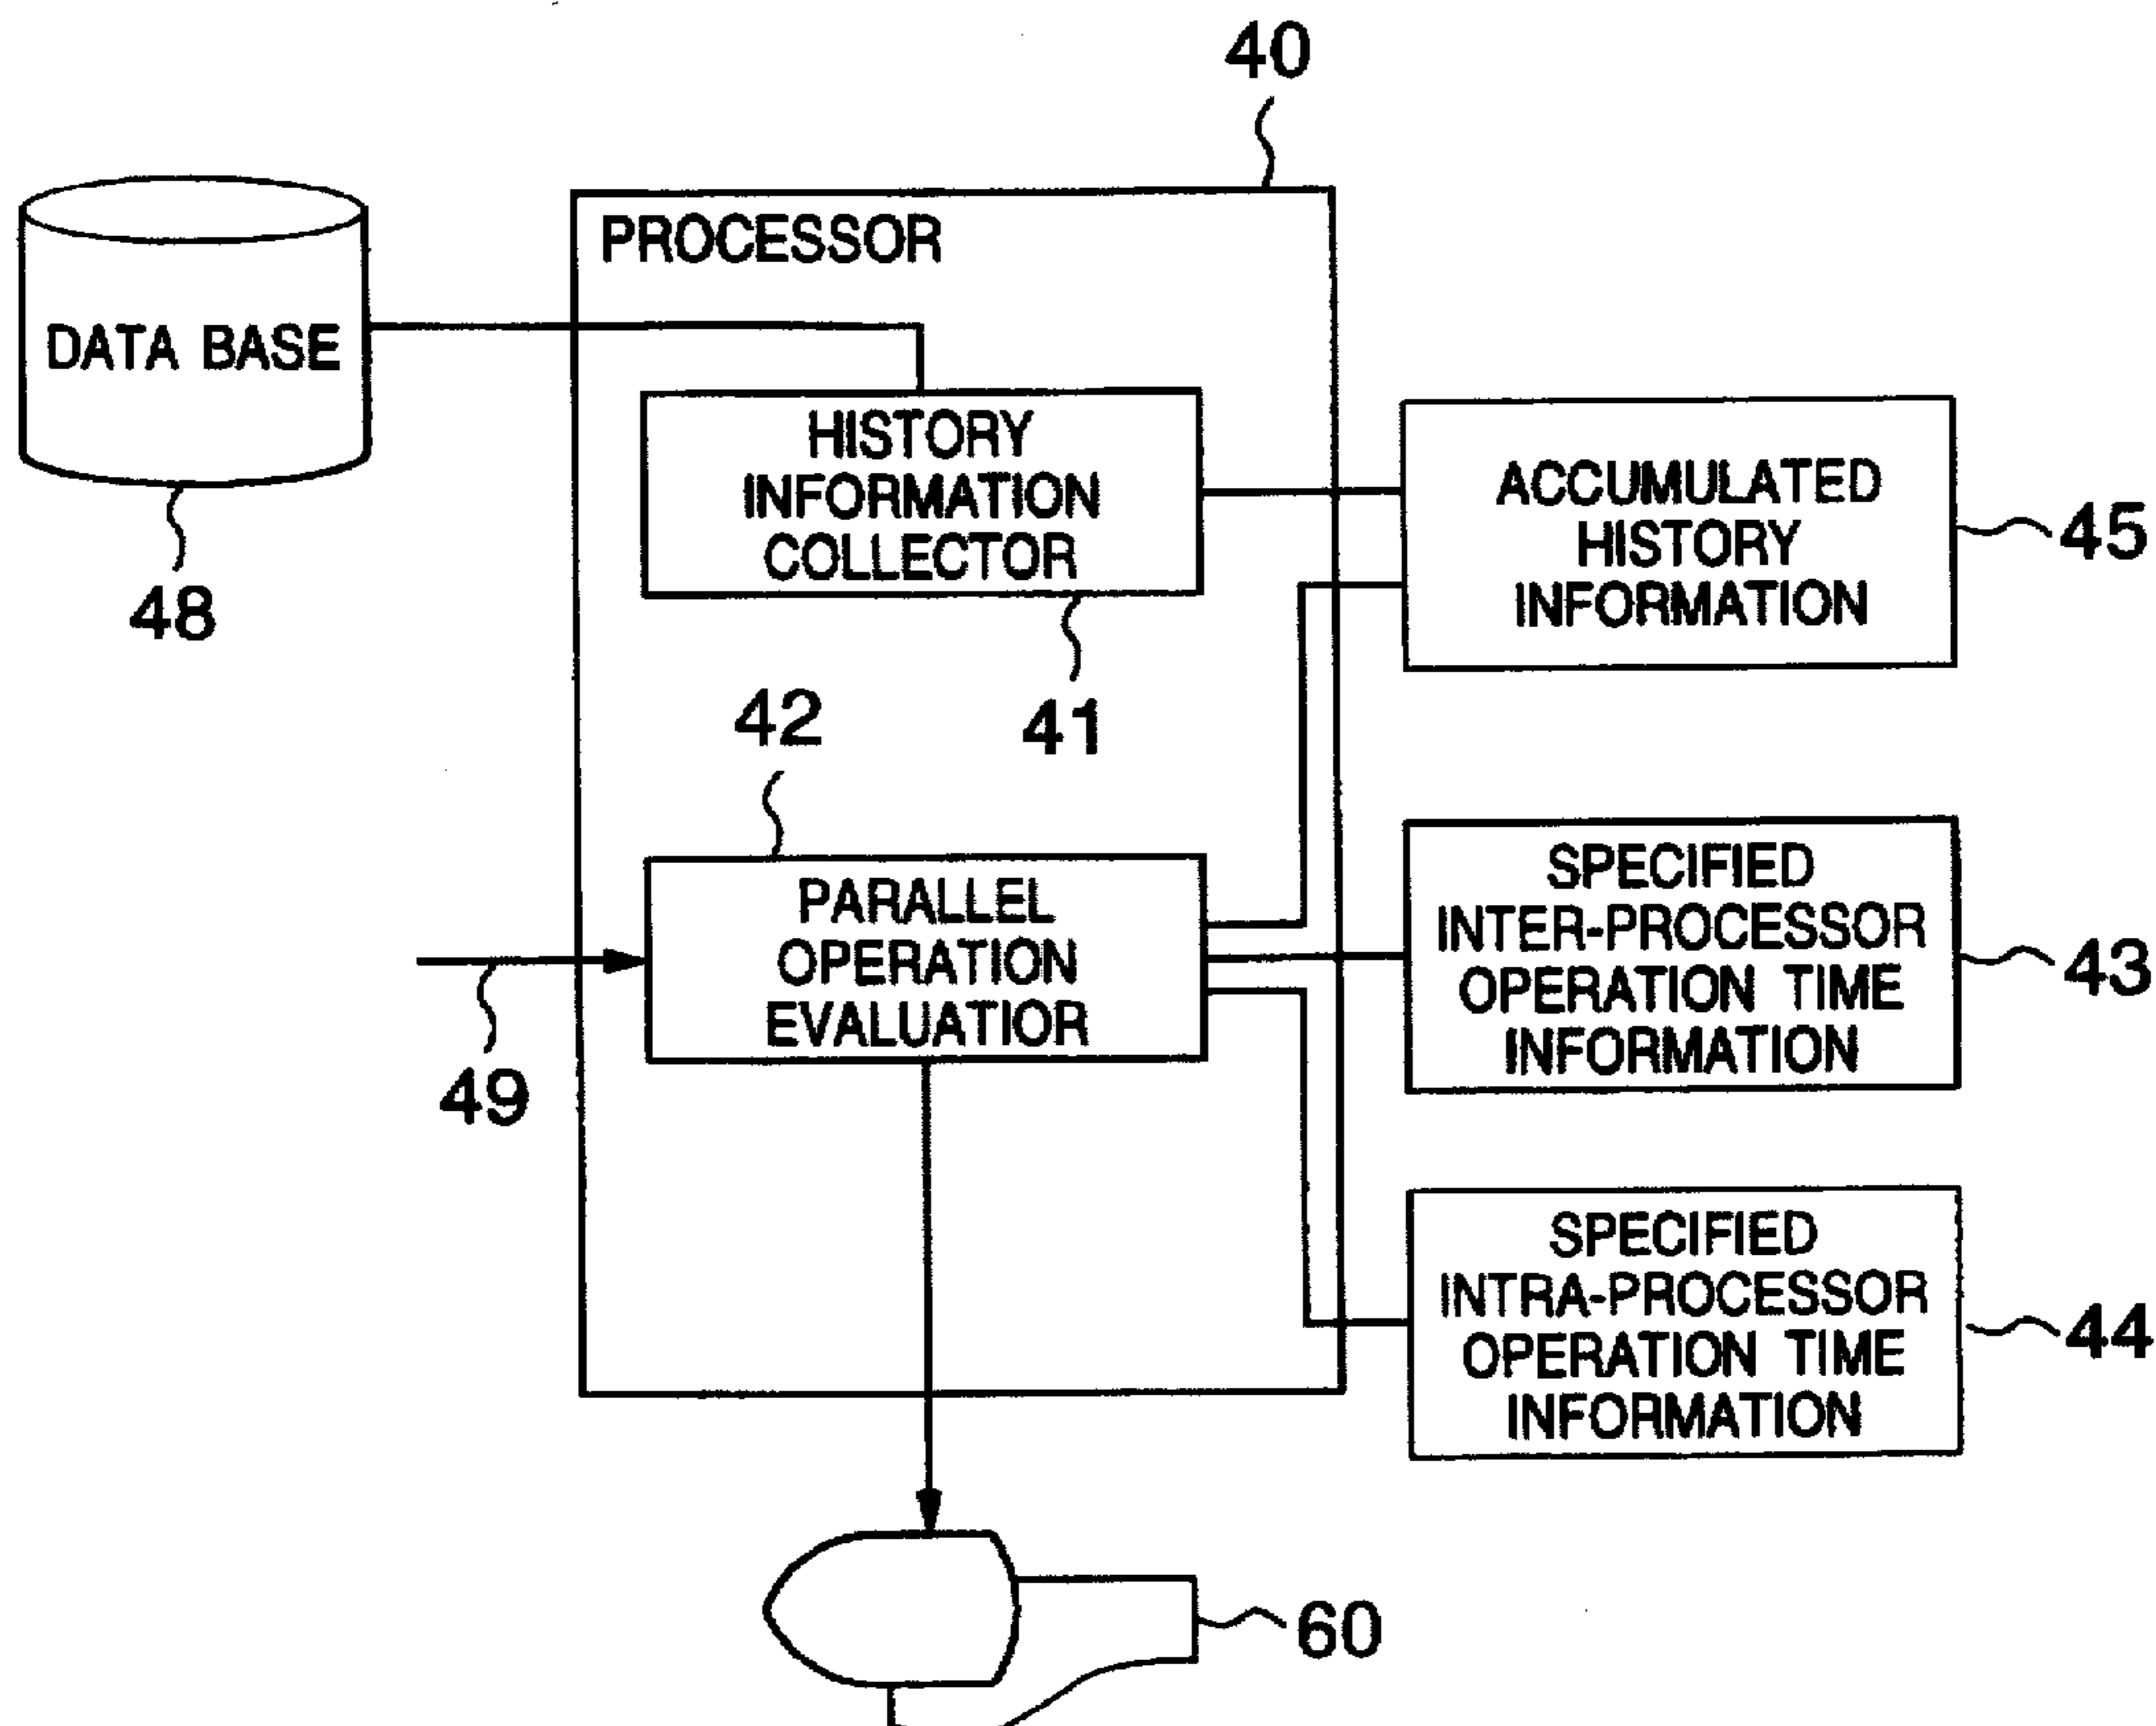 40
PROCESSOR
DATA BASE
48
HISTORY
INFORMATION
COLLECTOR
41
ACCUMULATED
HISTORY
INFORMATION
45
42
PARALLEL
OPERATION
EVALUATIOR
49
SPECIFIED
INTER-PROCESSOR
OPERATION TIME
INFORMATION
43
SPECIFIED
INTRA-PROCESSOR
OPERATION TIME
INFORMATION
44
60